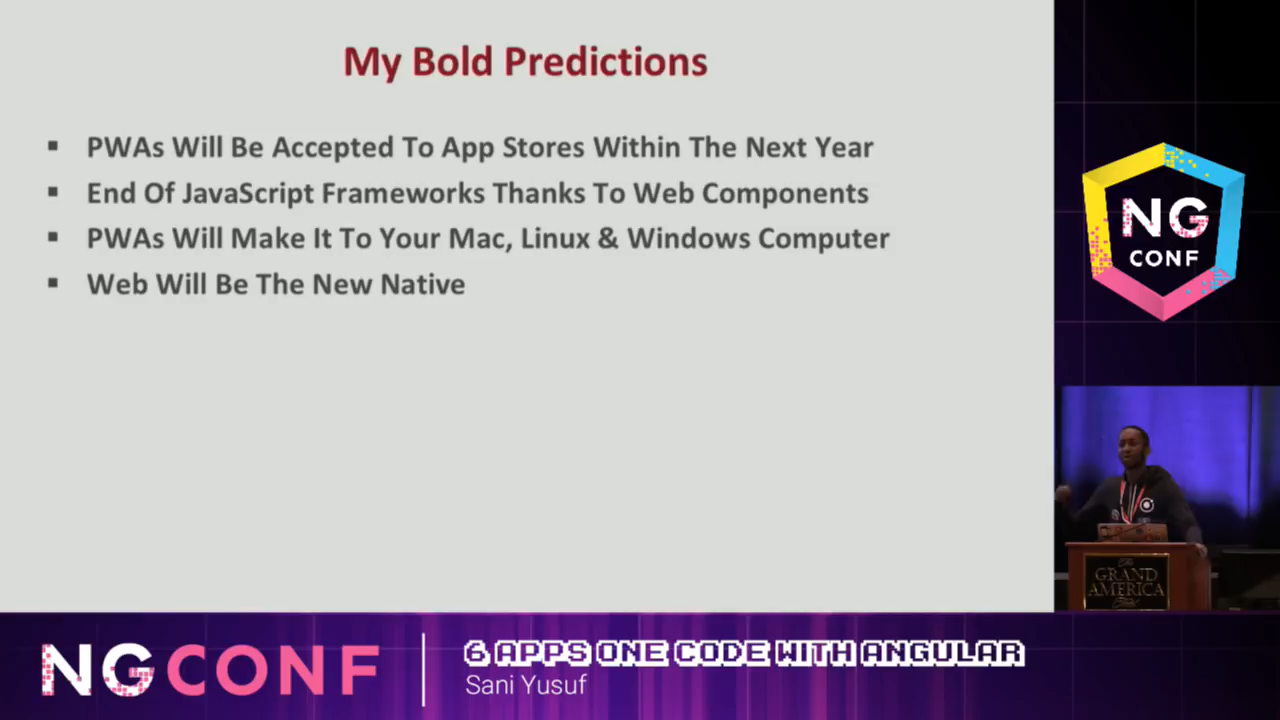 My Bold Predictions
▪ PWAs Will Be Accepted To App Stores Within The Next Year
▪ End Of JavaScript Frameworks Thanks To Web Components
▪ PWAs Will Make It To Your Mac, Linux & Windows Computer
▪ Web Will Be The New Native
NG
CONF
The
GRAND
AMERICA
NGCONF
6 APPS ONE CODE WITH ANGULAR
Sani Yusuf